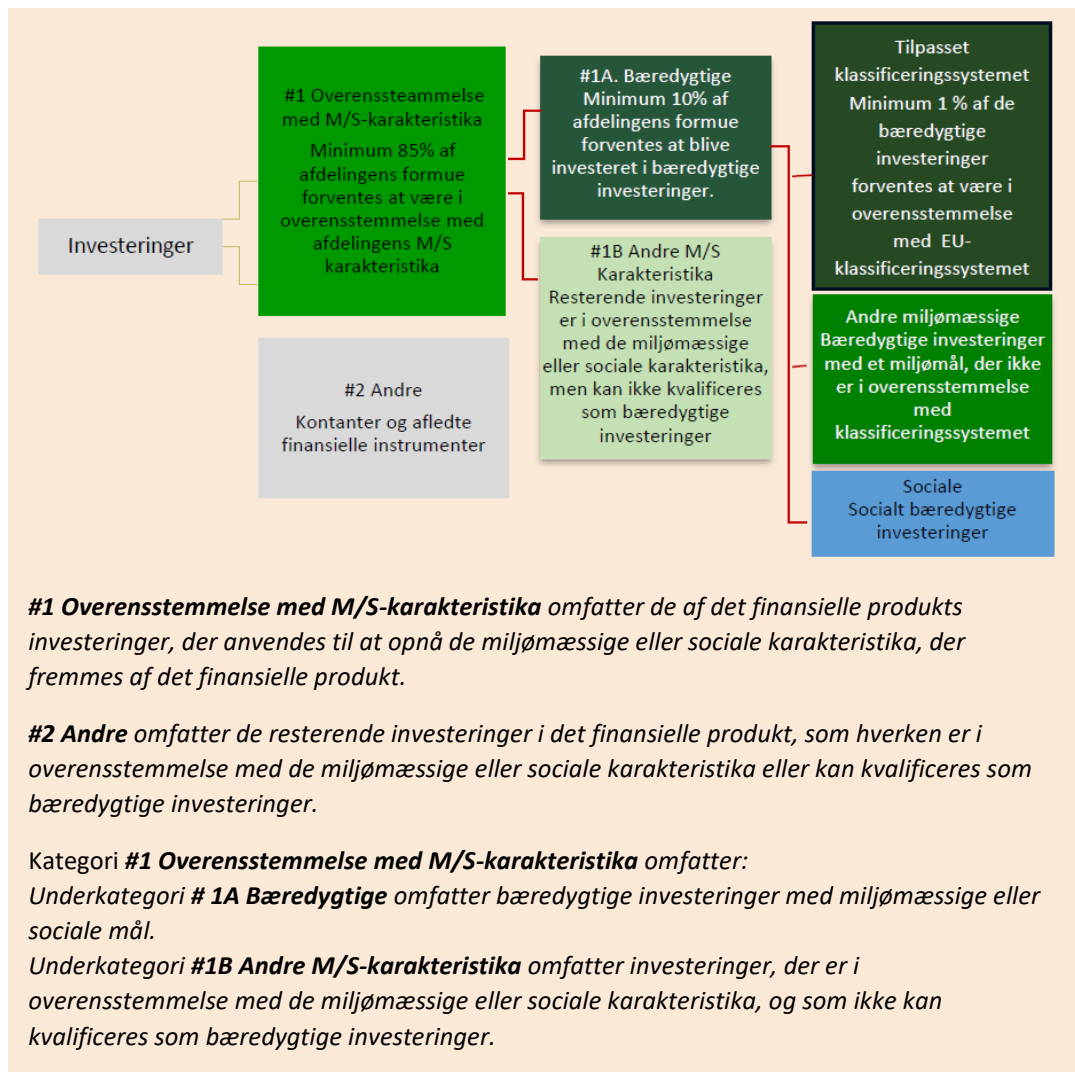 Investeringer
#1 Overenssteammelse
med M/S-karakteristika
Minimum 85% af
afdelingens formue
forventes at være i
overensstemmelse med
afdelingens M/S
karakteristika
#2 Andre
Kontanter og afledte
finansielle instrumenter
#1A. Bæredygtige
Minimum 10% af
afdelingens formue
forventes at blive
investeret i bæredygtige
investeringer.
#1B Andre M/S
Karakteristika
Resterende investeringer
er i overensstemmelse
med de miljømæssige
eller sociale karakteristika,
men kan ikke kvalificeres
som bæredygtige
investeringer
Tilpasset
klassificeringssystemet
Minimum 1 % af de
bæredygtige
investeringer
forventes at være i
overensstemmelse
med EU-
klassificeringssystemet
Andre miljømæssige
Bæredygtige investeringer
med et miljømål, der ikke
er i overensstemmelse
med
klassificeringssystemet
Sociale
Socialt bæredygtige
investeringer
#1 Overensstemmelse med M/S-karakteristika omfatter de af det finansielle produkts
investeringer, der anvendes til at opnå de miljømæssige eller sociale karakteristika, der
fremmes af det finansielle produkt.
#2 Andre omfatter de resterende investeringer i det finansielle produkt, som hverken er i
overensstemmelse med de miljømæssige eller sociale karakteristika eller kan kvalificeres som
bæredygtige investeringer.
Kategori #1 Overensstemmelse med M/S-karakteristika omfatter:
Underkategori # 1A Bæredygtige omfatter bæredygtige investeringer med miljømæssige eller
sociale mål.
Underkategori #1B Andre M/S-karakteristika omfatter investeringer, der er i
overensstemmelse med de miljømæssige eller sociale karakteristika, og som ikke kan
kvalificeres som bæredygtige investeringer.